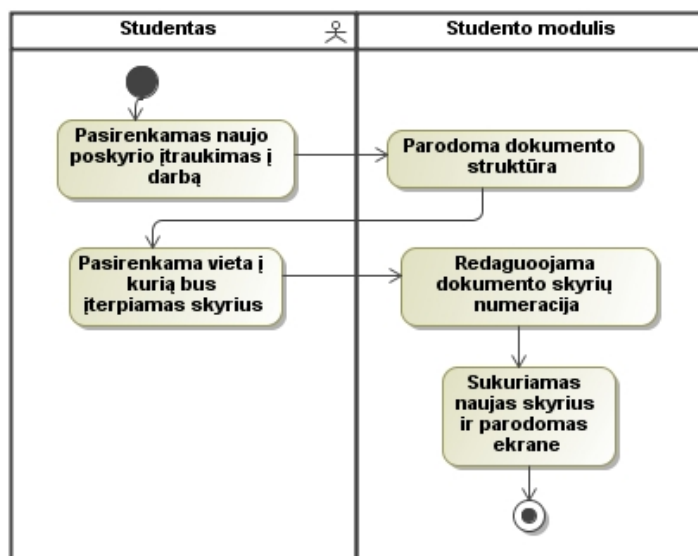 Studentas
Studento modulis
Pasirenkamas naujo
poskyrio įtraukimas į
darbą
Parodoma dokumento
struktūra
Pasirenkama vieta į
kurią bus
įterpiamas skyrius
Redaguoojama
dokumento skyrių
numeracija
Sukuriamas
naujas skyrius
ir parodomas
ekrane